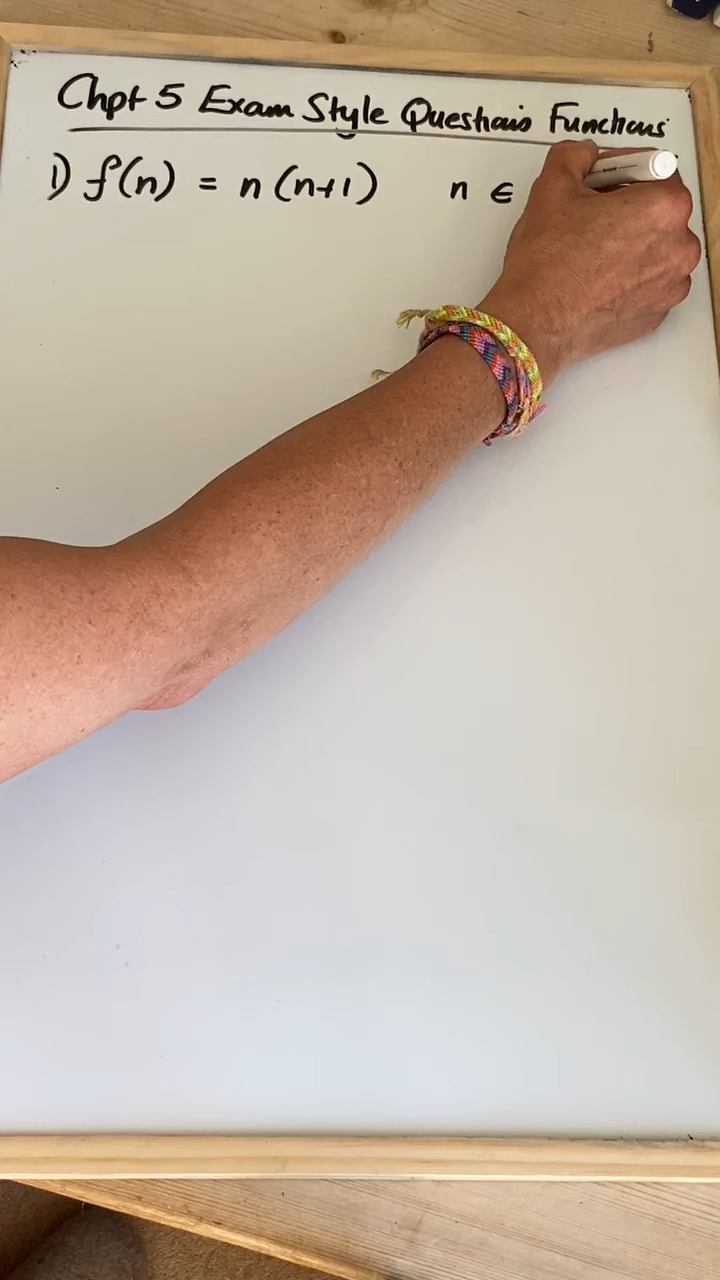 Chpt 5 Exam Style Questions Functions
1) f(n) = n(n+1) n ∈